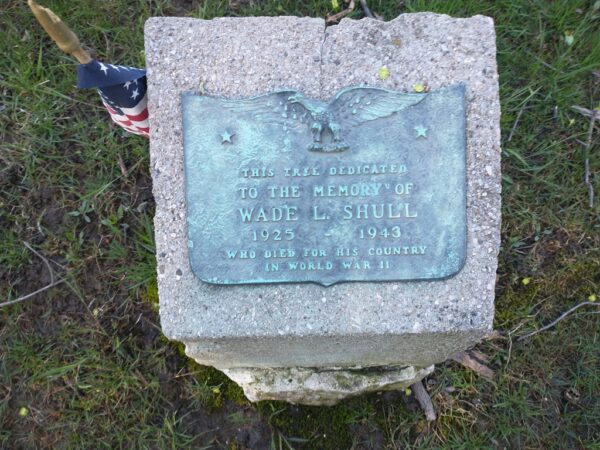 THIS TREE DEDICATED
TO THE MEMORY OF
WADE L. SHULL
1925 - 1943
WHO DIED FOR HIS COUNTRY
IN WORLD WAR II